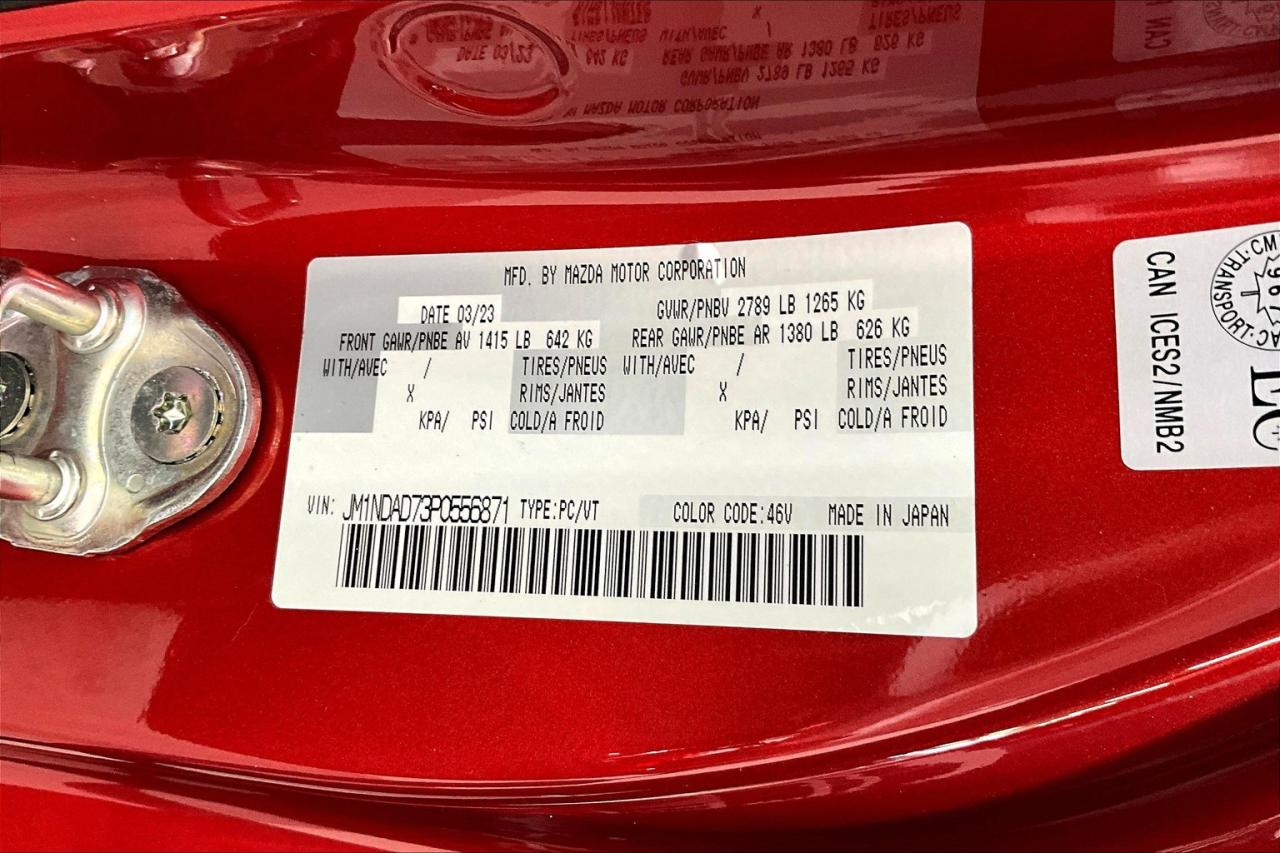 MFD. BY MAZDA MOTOR CORPORATION
DATE 03/23 GVWR/PNBV 2789 LB 1265 KG
FRONT GAWR/PNBE AV 1415 LB 642 KG REAR GAWR/PNBE AR 1380 LB 626 KG
WITH/AVEC / TIRES/PNEUS WITH/AVEC / TIRES/PNEUS
X RIMS/JANTES X RIMS/JANTES
KPA/ PSI COLD/A FROID KPA/ PSI COLD/A FROID
VIN: JM1NDAD73P0556871 TYPE:PC/VT COLOR CODE:46V MADE IN JAPAN
CAN ICES2/NMB2
TRANSPORT